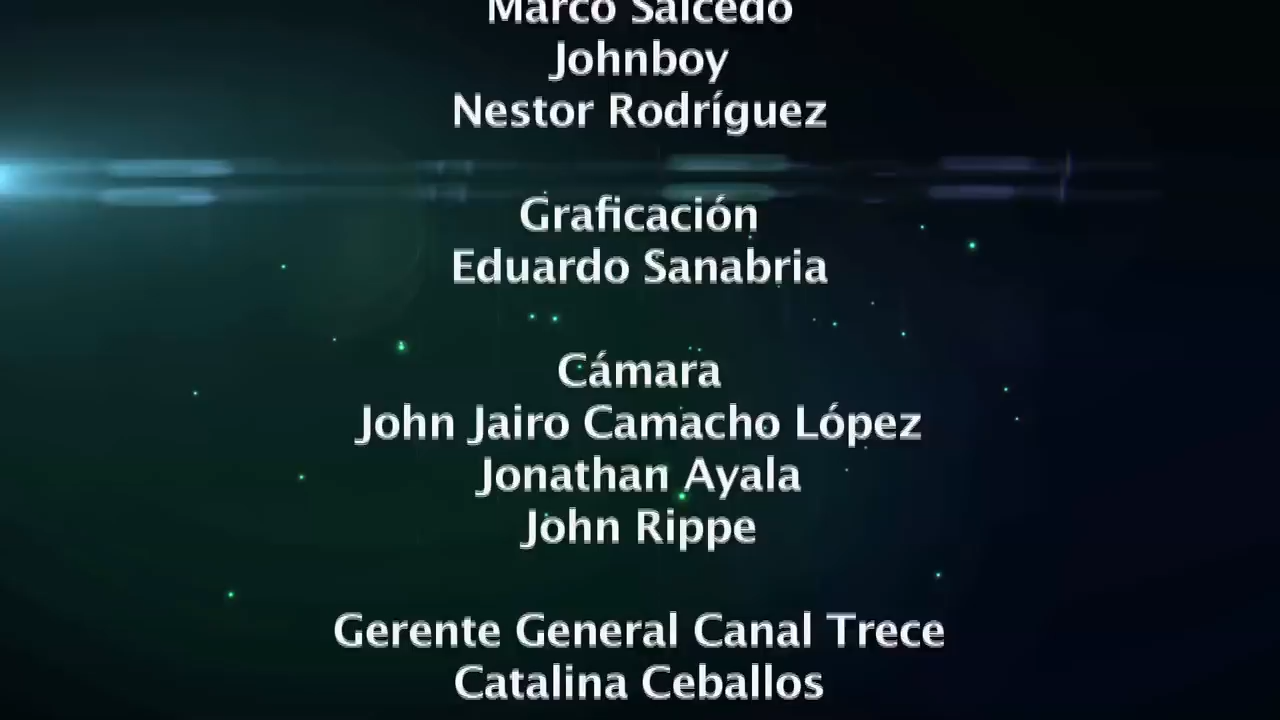 Marco Salcedo
Johnboy
Nestor Rodríguez
Graficación
Eduardo Sanabria
Cámara
John Jairo Camacho López
Jonathan Ayala
John Rippe
Gerente General Canal Trece
Catalina Ceballos